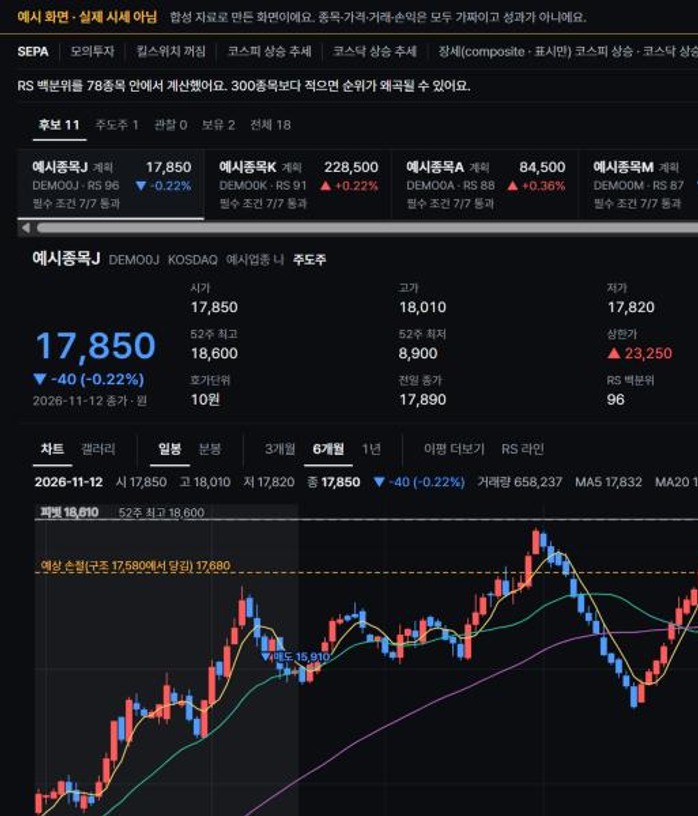 예시 화면 · 실제 시세 아님 합성 자료로 만든 화면이에요. 종목·가격·거래·손익은 모두 가짜이고 성과가 아니에요.
SEPA 모의투자 킬스위치 꺼짐 코스피 상승 추세 코스닥 상승 추세 장세(composite · 표시만) 코스피 상승 · 코스닥 상승
RS 백분위를 78종목 안에서 계산했어요. 300종목보다 적으면 순위가 왜곡될 수 있어요.
후보 11 주도주 1 관찰 0 보유 2 전체 18
예시종목J 계획 17,850 예시종목K 계획 228,500 예시종목A 계획 84,500 예시종목M 계획
DEMO0J · RS 96 ▼ -0.22% DEMO0K · RS 91 ▲ +0.22% DEMO0A · RS 88 ▲ +0.36% DEMO0M · RS 87
필수 조건 7/7 통과 필수 조건 7/7 통과 필수 조건 7/7 통과 필수 조건 7/7 통과
예시종목J DEMO0J KOSDAQ 예시업종 나 주도주
시가 고가 저가
17,850 18,010 17,820
17,850
52주 최고 52주 최저 상한가
18,600 8,900 ▲ 23,250
▼ -40 (-0.22%)
호가단위 전일 종가 RS 백분위
2026-11-12 종가 · 원
10원 17,890 96
차트 갤러리 일봉 분봉 3개월 6개월 1년 이평 더보기 RS 라인
2026-11-12 시 17,850 고 18,010 저 17,820 종 17,850 ▼ -40 (-0.22%) 거래량 658,237 MA5 17,832 MA20 1
피벗 18,610 52주 최고 18,600
예상 손절(구조 17,580에서 당김) 17,680
▼매도 15,910